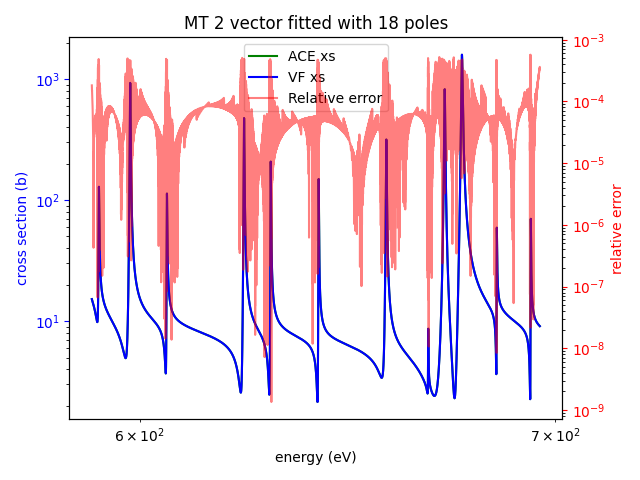 MT 2 vector fitted with 18 poles
ACE xs
VF xs
Relative error
10³
10²
10¹
cross section (b)
10⁻³
10⁻⁴
10⁻⁵
10⁻⁶
10⁻⁷
10⁻⁸
10⁻⁹
relative error
6 × 10²
7 × 10²
energy (eV)